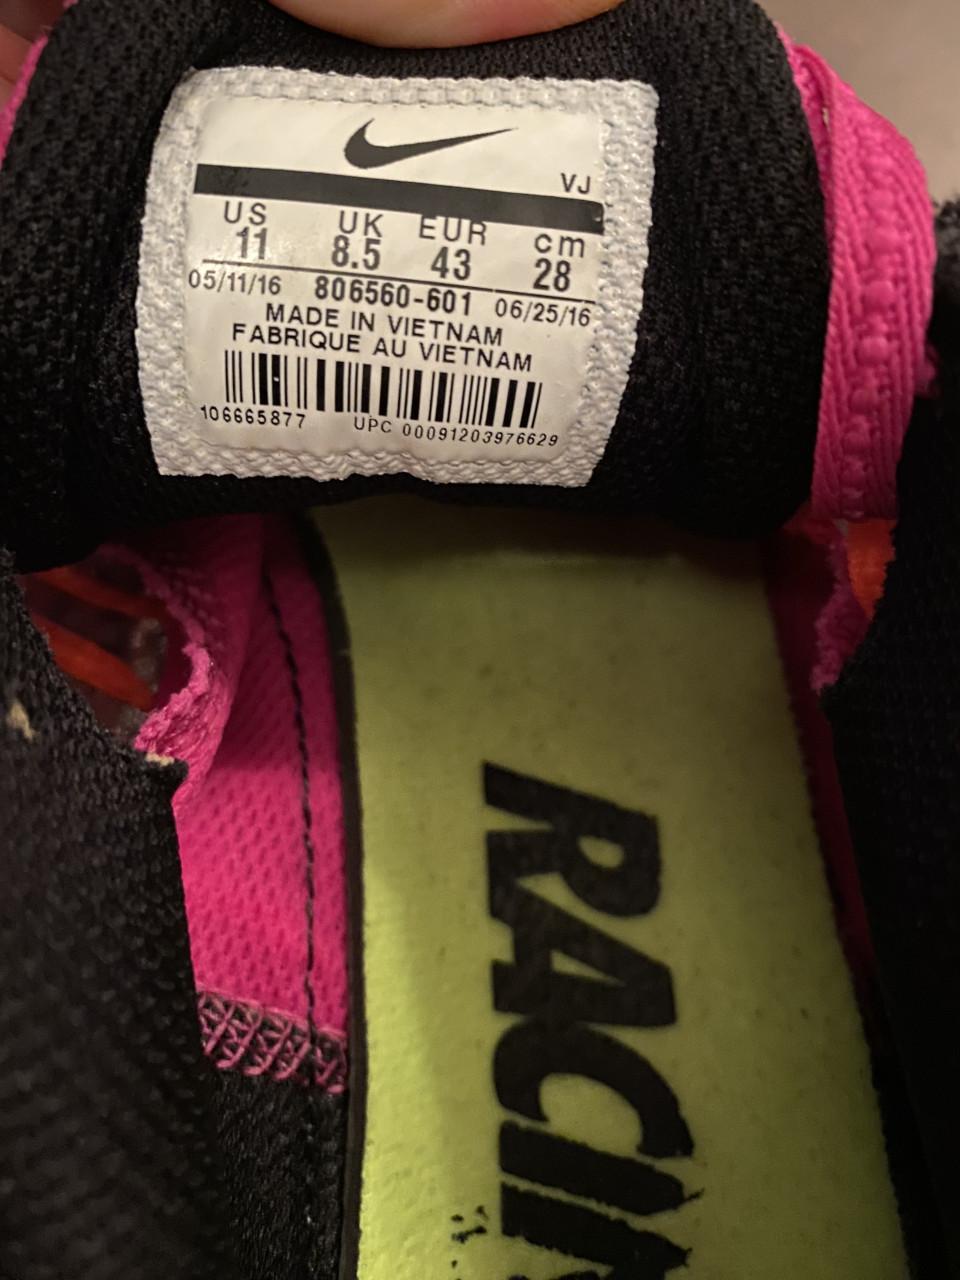 VJ
US UK EUR cm
11 8.5 43 28
05/11/16 806560-601 06/25/16
MADE IN VIETNAM
FABRIQUE AU VIETNAM
106665877 UPC 00091203976629
RACIN